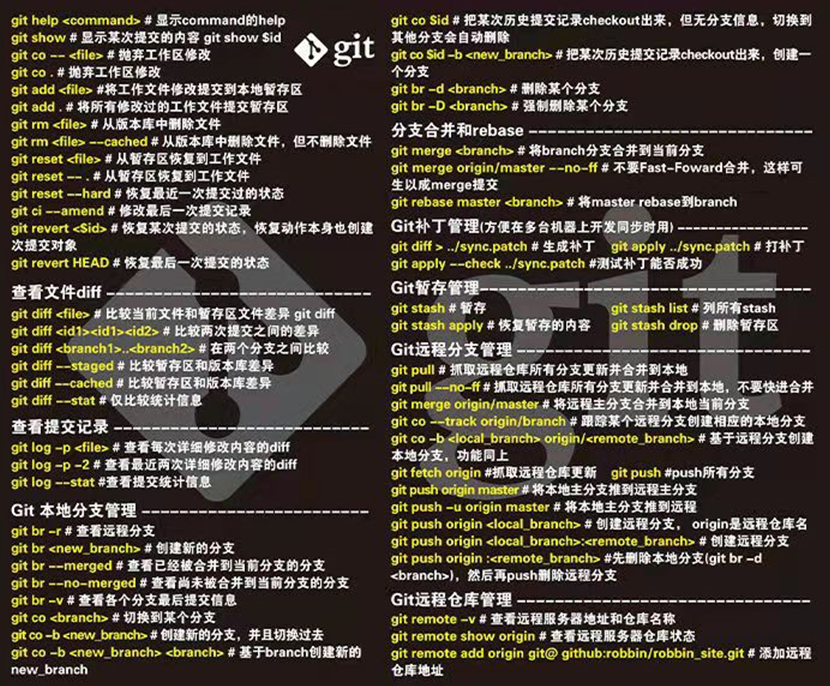 git help <command> # 显示command的help
git show # 显示某次提交的内容 git show $id
git co -- <file> # 抛弃工作区修改
git co . # 抛弃工作区修改
git add <file> #将工作文件修改提交到本地暂存区
git add . # 将所有修改过的工作文件提交暂存区
git rm <file> # 从版本库中删除文件
git rm <file> --cached # 从版本库中删除文件，但不删除文件
git reset <file> # 从暂存区恢复到工作文件
git reset -- . # 从暂存区恢复到工作文件
git reset --hard # 恢复最近一次提交过的状态
git ci --amend # 修改最后一次提交记录
git revert <$id> # 恢复某次提交的状态，恢复动作本身也创建
次提交对象
git revert HEAD # 恢复最后一次提交的状态
git
查看文件diff
git diff <file> # 比较当前文件和暂存区文件差异 git diff
git diff <id1><id1><id2> # 比较两次提交之间的差异
git diff <branch1>..<branch2> # 在两个分支之间比较
git diff --staged # 比较暂存区和版本库差异
git diff --cached # 比较暂存区和版本库差异
git diff --stat # 仅比较统计信息
查看提交记录
git log -p <file> # 查看每次详细修改内容的diff
git log -p -2 # 查看最近两次详细修改内容的diff
git log --stat #查看提交统计信息
Git 本地分支管理
git br -r # 查看远程分支
git br <new_branch> # 创建新的分支
git br --merged # 查看已经被合并到当前分支的分支
git br --no-merged # 查看尚未被合并到当前分支的分支
git br -v # 查看各个分支最后提交信息
git co <branch> # 切换到某个分支
git co -b <new_branch> # 创建新的分支，并且切换过去
git co -b <new_branch> <branch> # 基于branch创建新的
new_branch
git co $id # 把某次历史提交记录checkout出来，但无分支信息，切换到
其他分支会自动删除
git co $id -b <new_branch> # 把某次历史提交记录checkout出来，创建一
个分支
git br -d <branch> # 删除某个分支
git br -D <branch> # 强制删除某个分支
分支合并和rebase
git merge <branch> # 将branch分支合并到当前分支
git merge origin/master --no-ff # 不要Fast-Foward合并，这样可
生以成merge提交
git rebase master <branch> # 将master rebase到branch
Git补丁管理(方便在多台机器上开发同步时用)
git diff > ../sync.patch # 生成补丁 git apply ../sync.patch # 打补丁
git apply --check ../sync.patch #测试补丁能否成功
Git暂存管理
git stash # 暂存 git stash list # 列所有stash
git stash apply # 恢复暂存的内容 git stash drop # 删除暂存区
Git远程分支管理
git pull # 抓取远程仓库所有分支更新并合并到本地
git pull --no-ff # 抓取远程仓库所有分支更新并合并到本地，不要快进合并
git merge origin/master # 将远程主分支合并到本地当前分支
git co --track origin/branch # 跟踪某个远程分支创建相应的本地分支
git co -b <local_branch> origin/<remote_branch> # 基于远程分支创建
本地分支，功能同上
git fetch origin #抓取远程仓库更新 git push #push所有分支
git push origin master # 将本地主分支推到远程主分支
git push -u origin master # 将本地主分支推到远程
git push origin <local_branch> # 创建远程分支， origin是远程仓库名
git push origin <local_branch>:<remote_branch> # 创建远程分支
git push origin :<remote_branch> #先删除本地分支(git br -d
<branch>)，然后再push删除远程分支
Git远程仓库管理
git remote -v # 查看远程服务器地址和仓库名称
git remote show origin # 查看远程服务器仓库状态
git remote add origin git@ github:robbin/robbin_site.git # 添加远程
仓库地址
git